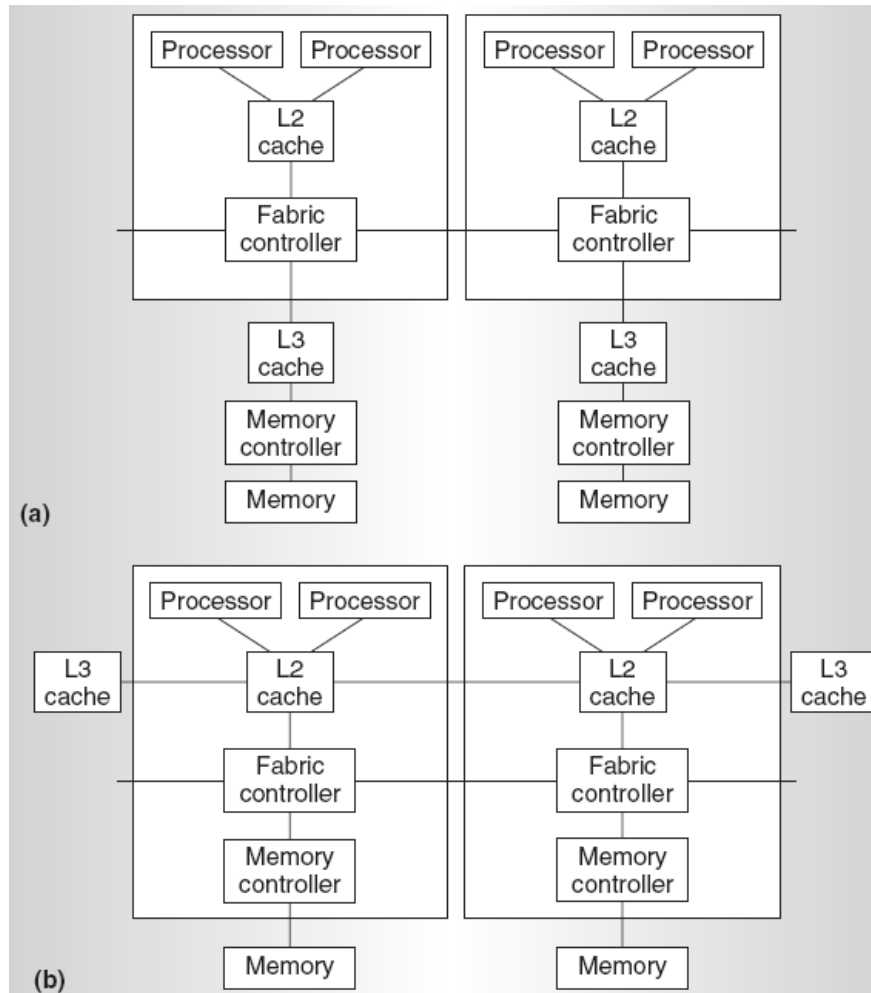 Processor Processor Processor Processor
L2 L2
cache cache
Fabric Fabric
controller controller
L3 L3
cache cache
Memory Memory
controller controller
Memory Memory
(a)
Processor Processor Processor Processor
L3 L2 L2 L3
cache cache cache cache
Fabric Fabric
controller controller
Memory Memory
controller controller
Memory Memory
(b)